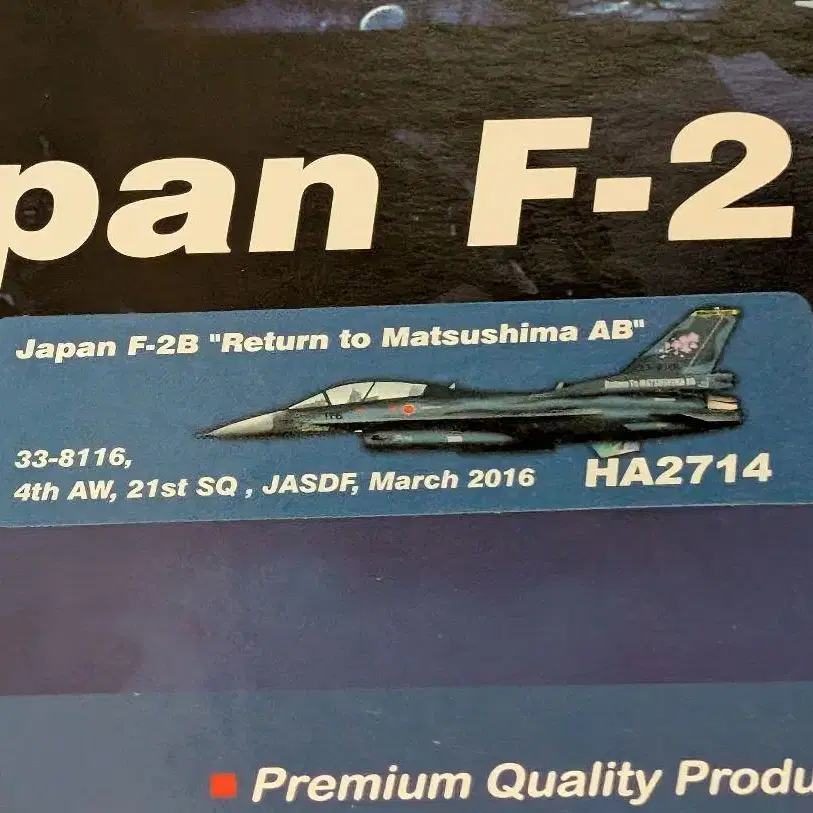 pan F-2
Japan F-2B "Return to Matsushima AB"
33-8116,
4th AW, 21st SQ , JASDF, March 2016
HA2714
Premium Quality Produ